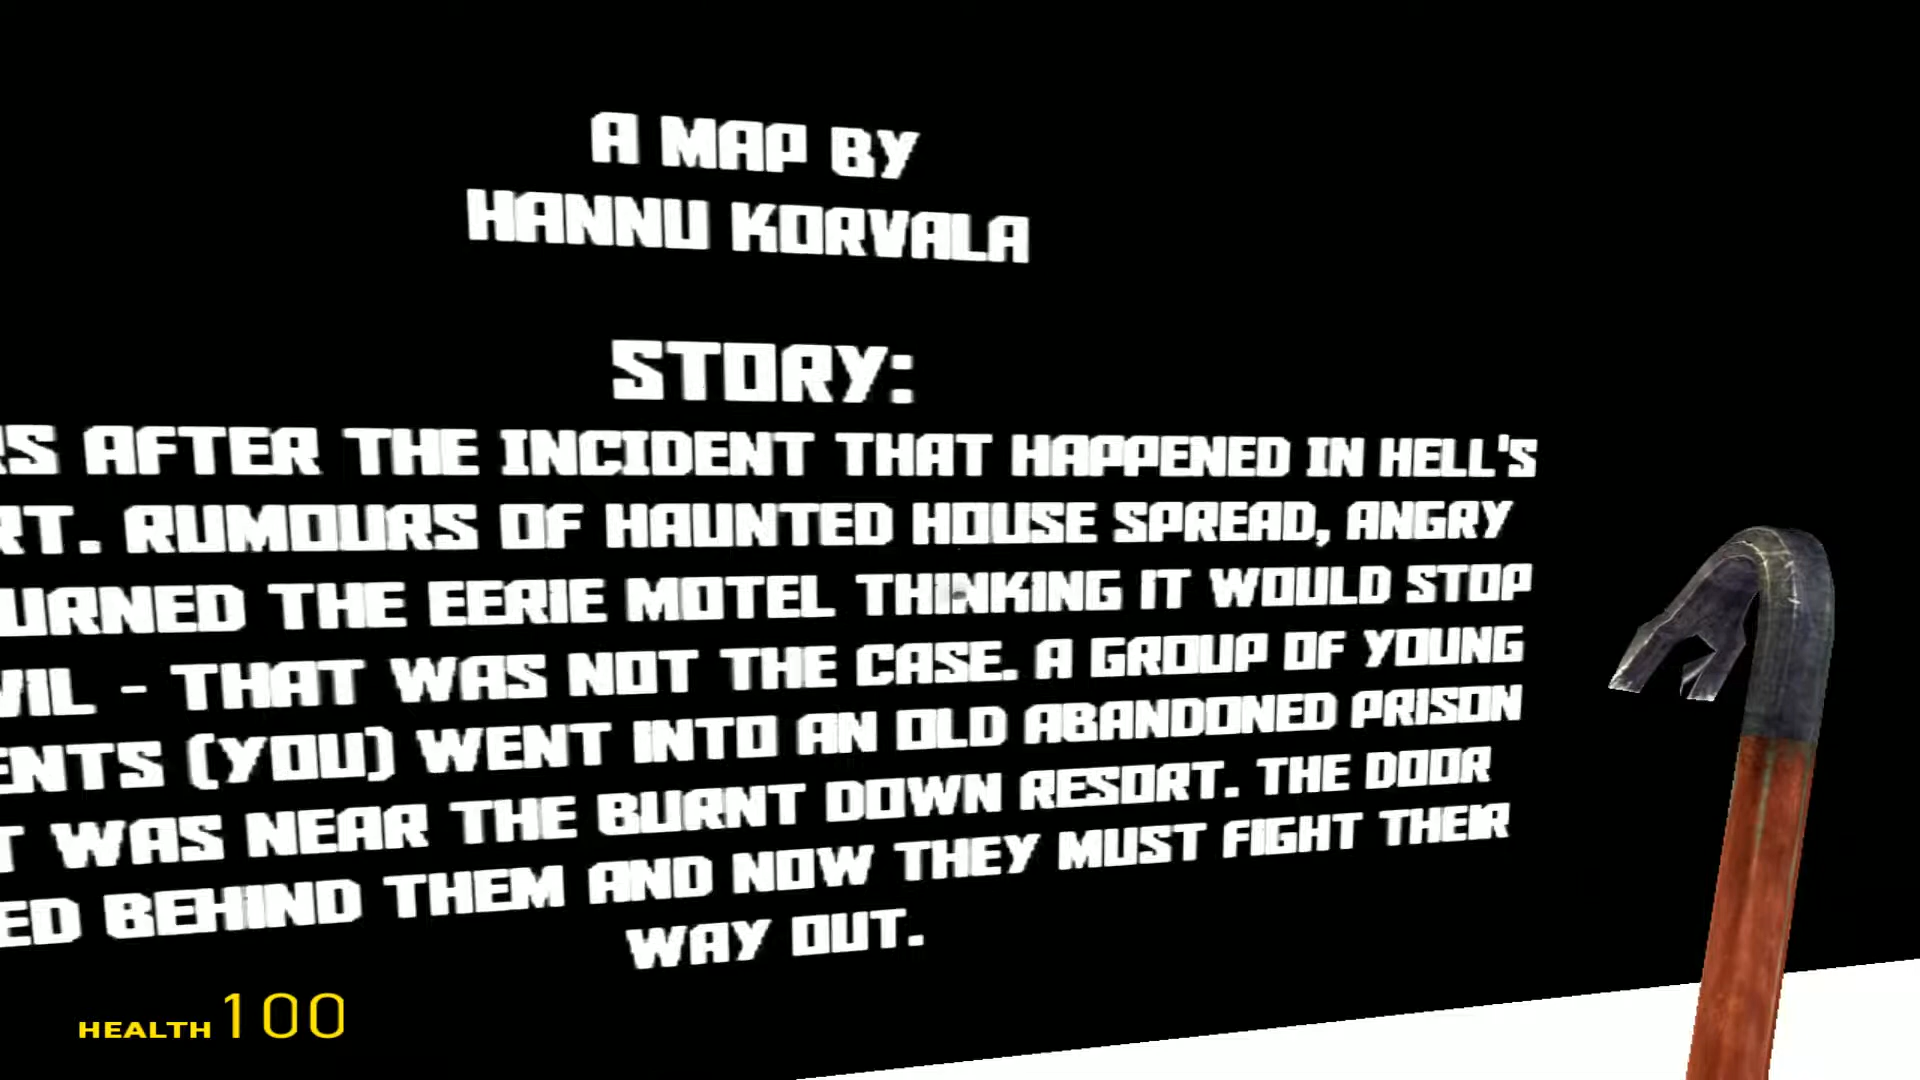 A MAP BY
HANNU KORVALA
STORY:
AFTER THE INCIDENT THAT HAPPENED IN HELL'S
RUMOURS OF HAUNTED HOUSE SPREAD, ANGRY
THE EERIE MOTEL THINKING IT WOULD STOP
- THAT WAS NOT THE CASE. A GROUP OF YOUNG
(YOU) WENT INTO AN OLD ABANDONED PRISON
WAS NEAR THE BURNT DOWN RESORT. THE DOOR
BEHIND THEM AND NOW THEY MUST FIGHT THEIR
WAY OUT.
HEALTH 100